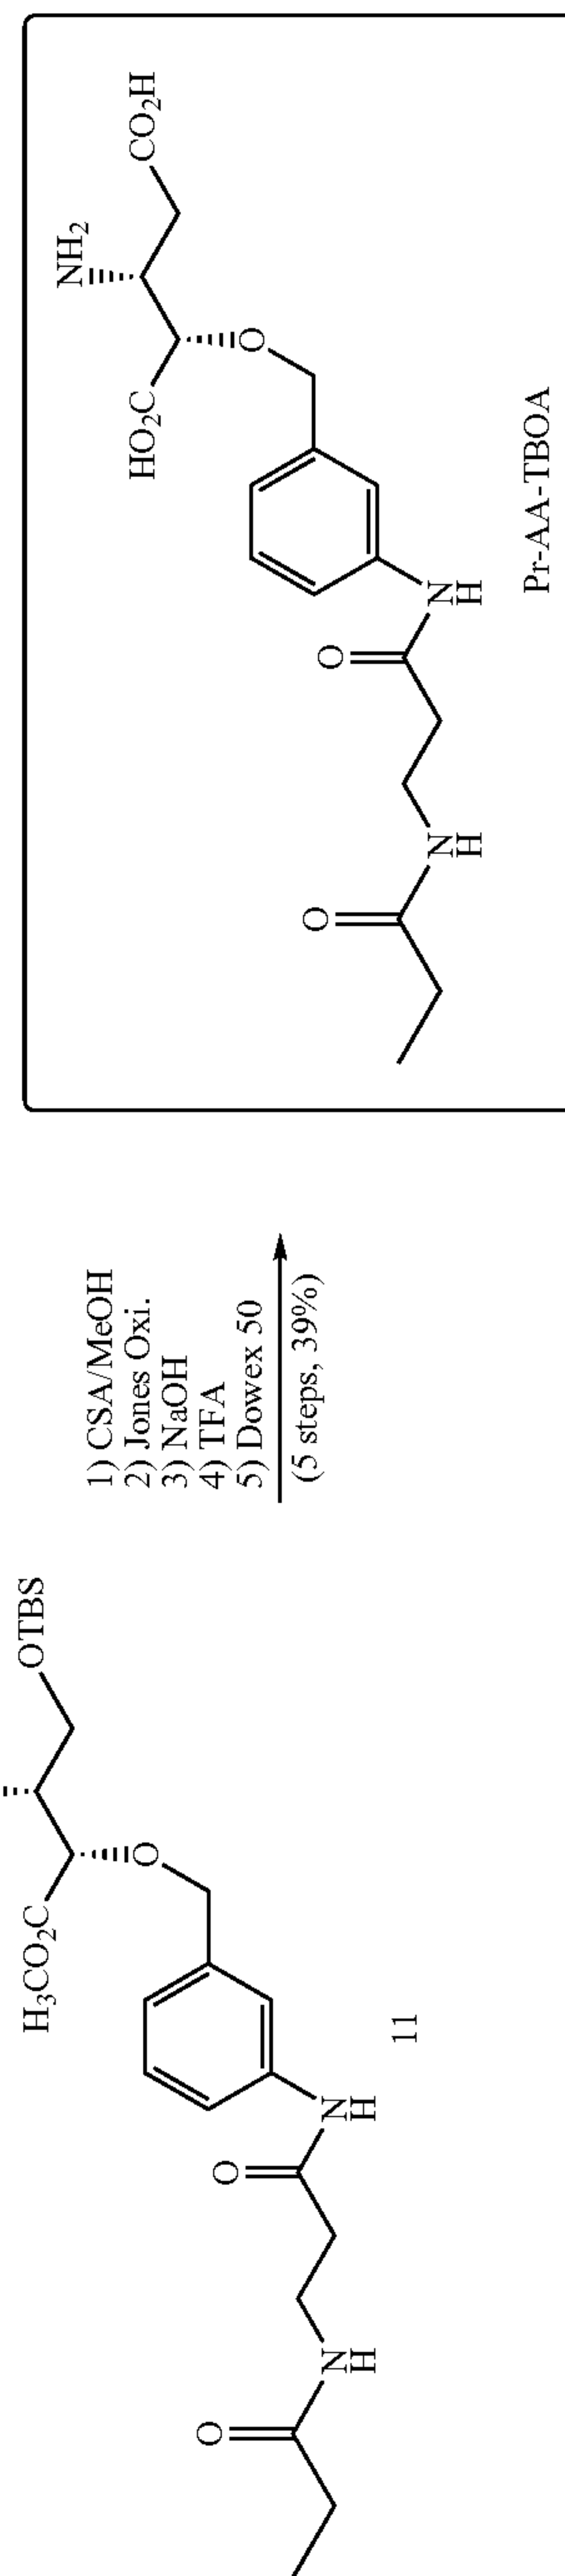 H₃CO₂C
OTBS
O
O
O
N
H
N
H
11
1) CSA/MeOH
2) Jones Oxi.
3) NaOH
4) TFA
5) Dowex 50
(5 steps, 39%)
NH₂
HO₂C
CO₂H
O
O
O
N
H
N
H
Pr-AA-TBOA